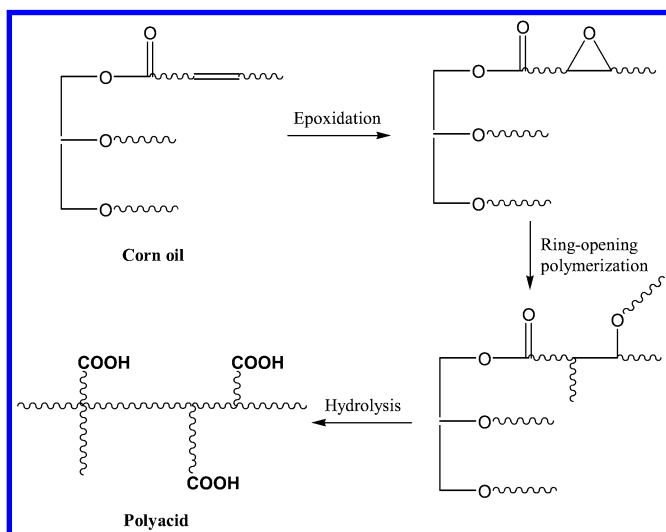 O
O
O
O
O
Epoxidation
O
O
O
O
O
Corn oil
Ring-opening
polymerization
O
O
O
COOH
COOH
Hydrolysis
O
COOH
O
Polyacid